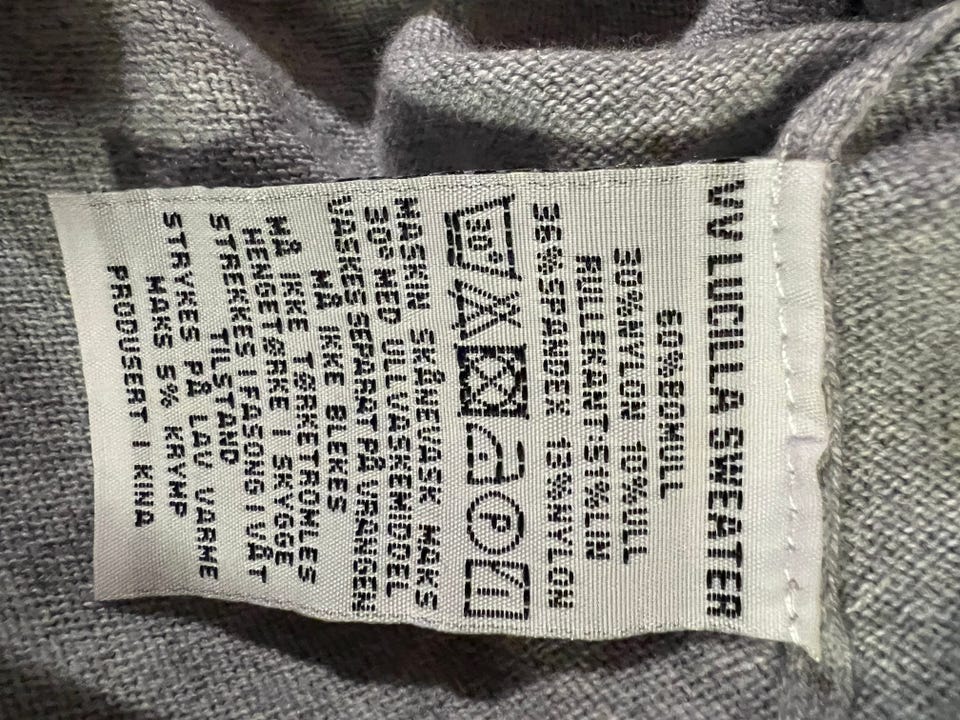 VV LUCILLA SWEATER
60%BOMULL
30%NYLON 10%ULL
RULLEKANT:51%LIN
36%SPANDEX 13%NYLON
30°
P
MASKIN SKÅNEVASK MAKS
30° MED ULLVASKEMIDDEL
VASKES SEPARAT PÅ VRANGEN
MÅ IKKE BLEKES
MÅ IKKE TØRKETROMLES
HENGETØRKE I SKYGGE
STREKKES I FASONG I VÅT
TILSTAND
STRYKES PÅ LAV VARME
MAKS 5% KRYMP
PRODUSERT I KINA